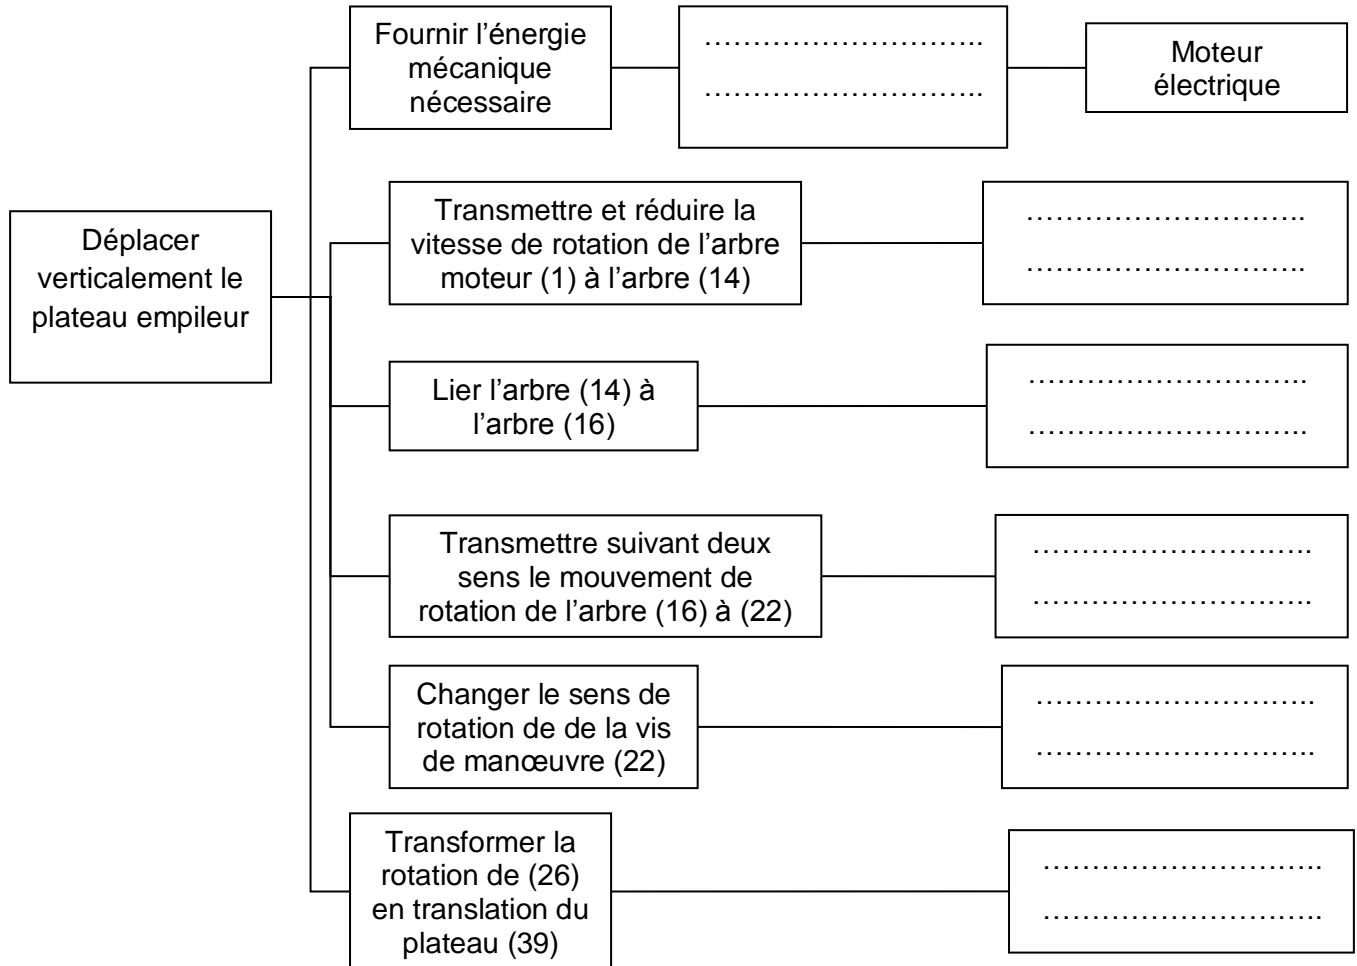 Fournir l’énergie
mécanique
nécessaire
………………………..
………………………..
Moteur
électrique
Déplacer
verticalement le
plateau empileur
Transmettre et réduire la
vitesse de rotation de l’arbre
moteur (1) à l’arbre (14)
………………………..
………………………..
Lier l’arbre (14) à
l’arbre (16)
………………………..
………………………..
Transmettre suivant deux
sens le mouvement de
rotation de l’arbre (16) à (22)
………………………..
………………………..
Changer le sens de
rotation de de la vis
de manœuvre (22)
………………………..
………………………..
Transformer la
rotation de (26)
en translation du
plateau (39)
………………………..
………………………..